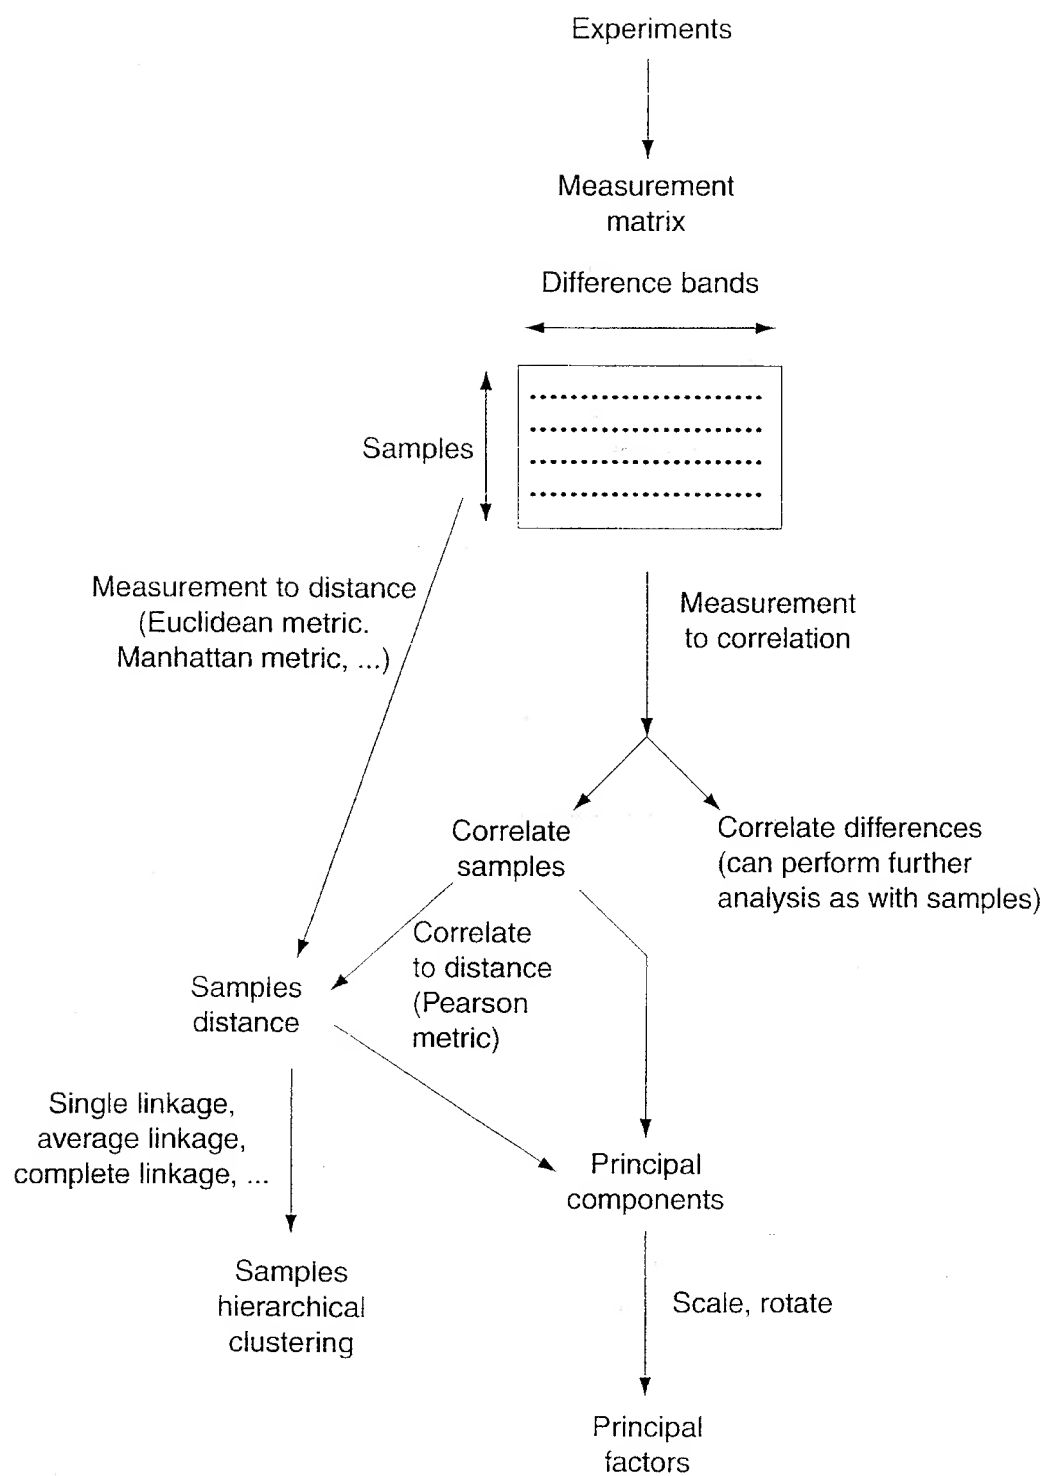 Experiments
Measurement
matrix
Difference bands
Samples
Measurement to distance
(Euclidean metric.
Manhattan metric, ...)
Measurement
to correlation
Correlate
samples
Correlate differences
(can perform further
analysis as with samples)
Correlate
to distance
(Pearson
metric)
Samples
distance
Single linkage,
average linkage,
complete linkage, ...
Principal
components
Samples
hierarchical
clustering
Scale, rotate
Principal
factors